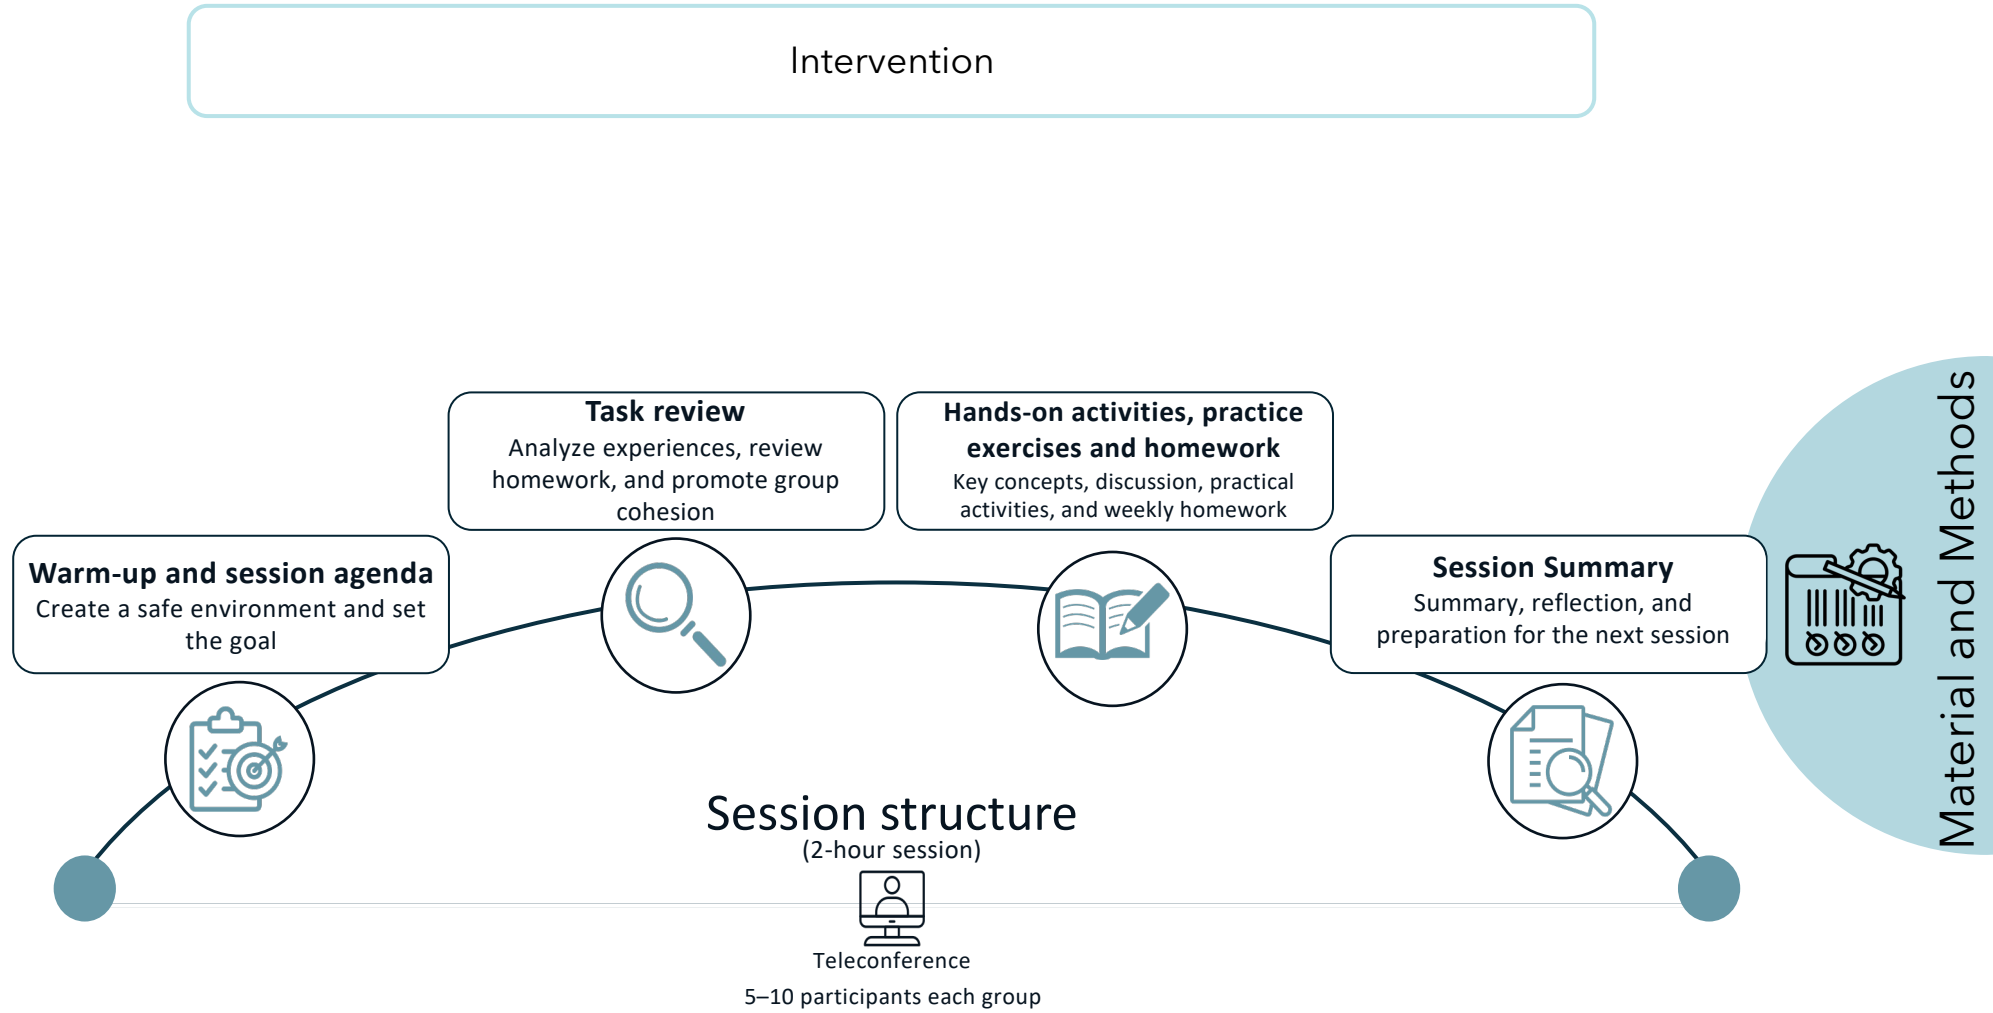 Intervention
Warm-up and session agenda
Create a safe environment and set
the goal
Task review
Analyze experiences, review
homework, and promote group
cohesion
Hands-on activities, practice
exercises and homework
Key concepts, discussion, practical
activities, and weekly homework
Session Summary
Summary, reflection, and
preparation for the next session
Session structure
(2-hour session)
Teleconference
5–10 participants each group
Material and Methods